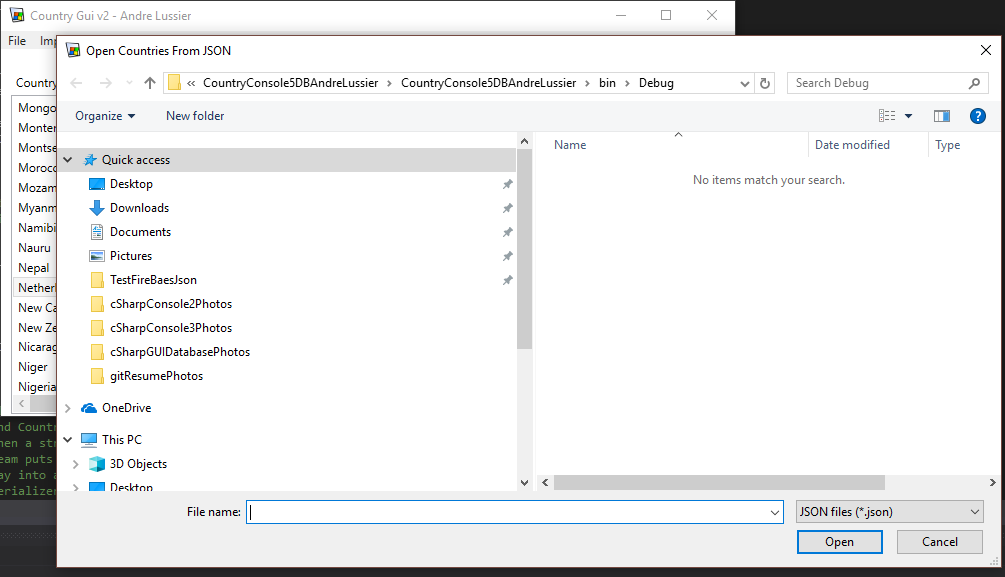 Country Gui v2 - Andre Lussier
File
Open Countries From JSON
« CountryConsole5DBAndreLussier > CountryConsole5DBAndreLussier > bin > Debug
Search Debug
Organize
New folder
Country
Mongo
Monter
Montse
Moroco
Mozam
Myanm
Namibi
Nauru
Nepal
Netherl
New Ca
New Ze
Nicarag
Niger
Nigeria
Quick access
Desktop
Downloads
Documents
Pictures
TestFireBaesJson
cSharpConsole2Photos
cSharpConsole3Photos
cSharpGUIDatabasePhotos
gitResumePhotos
OneDrive
This PC
3D Objects
Desktop
Name
Date modified
Type
No items match your search.
nd Countr
hen a str
eam puts
ay into a
erializer
File name:
JSON files (*.json)
Open
Cancel